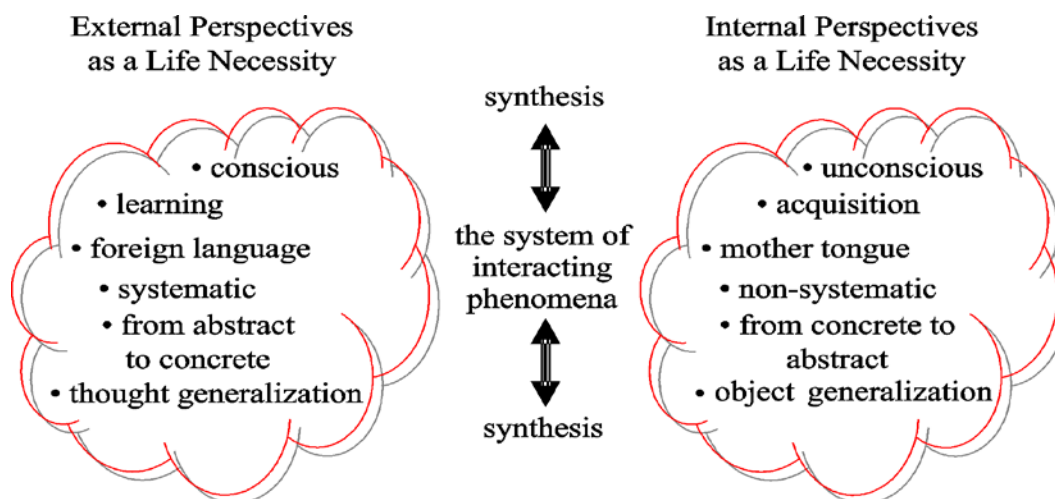 External Perspectives
as a Life Necessity
• conscious
• learning
• foreign language
• systematic
• from abstract
to concrete
• thought generalization
synthesis
the system of
interacting
phenomena
synthesis
Internal Perspectives
as a Life Necessity
• unconscious
• acquisition
• mother tongue
• non-systematic
• from concrete to
abstract
• object generalization